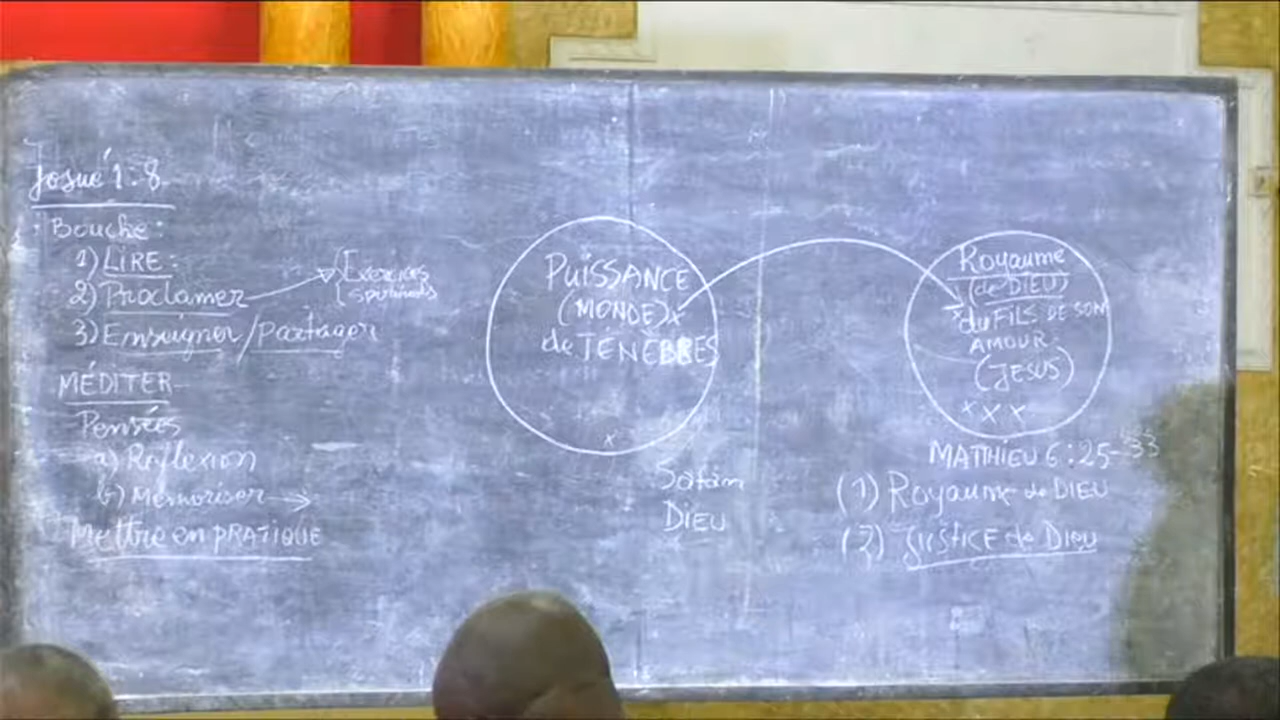 Josué 1:8
Bouche:
1) LIRE:
2) Proclamer
Exercices
spirituels
3) Enseigner/partager
MÉDITER
Pensées
a) Réflexion
b) Mémoriser
Mettre en PRATIQUE
PUISSANCE
(MONDE) x
de TÉNÈBRES
x
Satan
DIEU
Royaume
(de DIEU)
x du FILS DE SON
AMOUR.
(JESUS)
x x x
MATTHIEU 6:25-33
(1) Royaume de DIEU
(2) JUSTICE de Dieu